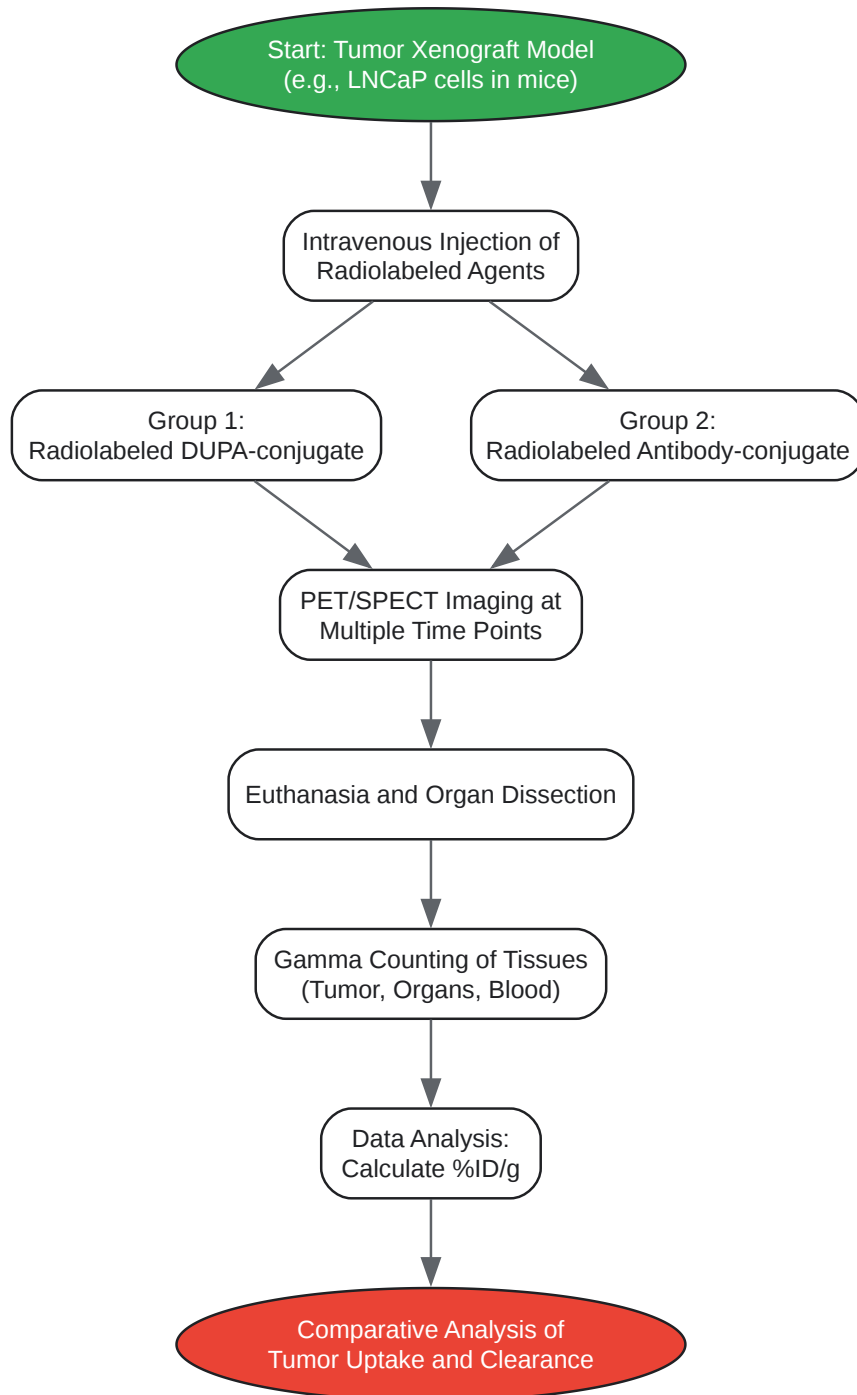 Start: Tumor Xenograft Model
(e.g., LNCaP cells in mice)
Intravenous Injection of
Radiolabeled Agents
Group 1:
Radiolabeled DUPA-conjugate
Group 2:
Radiolabeled Antibody-conjugate
PET/SPECT Imaging at
Multiple Time Points
Euthanasia and Organ Dissection
Gamma Counting of Tissues
(Tumor, Organs, Blood)
Data Analysis:
Calculate %ID/g
Comparative Analysis of
Tumor Uptake and Clearance